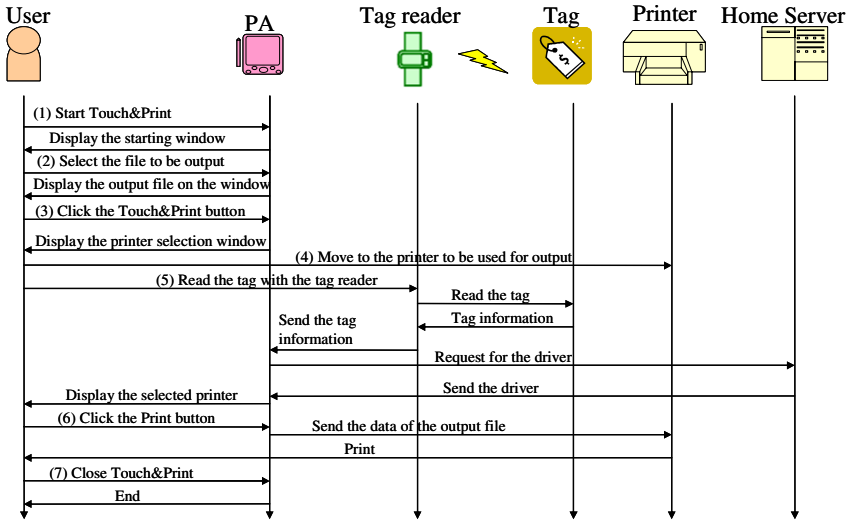 User
PA
Tag reader
Tag
Printer
Home Server
$
(1) Start Touch&Print
Display the starting window
(2) Select the file to be output
Display the output file on the window
(3) Click the Touch&Print button
Display the printer selection window
(4) Move to the printer to be used for output
(5) Read the tag with the tag reader
Read the tag
Tag information
Send the tag
information
Request for the driver
Send the driver
Display the selected printer
(6) Click the Print button
Send the data of the output file
Print
(7) Close Touch&Print
End